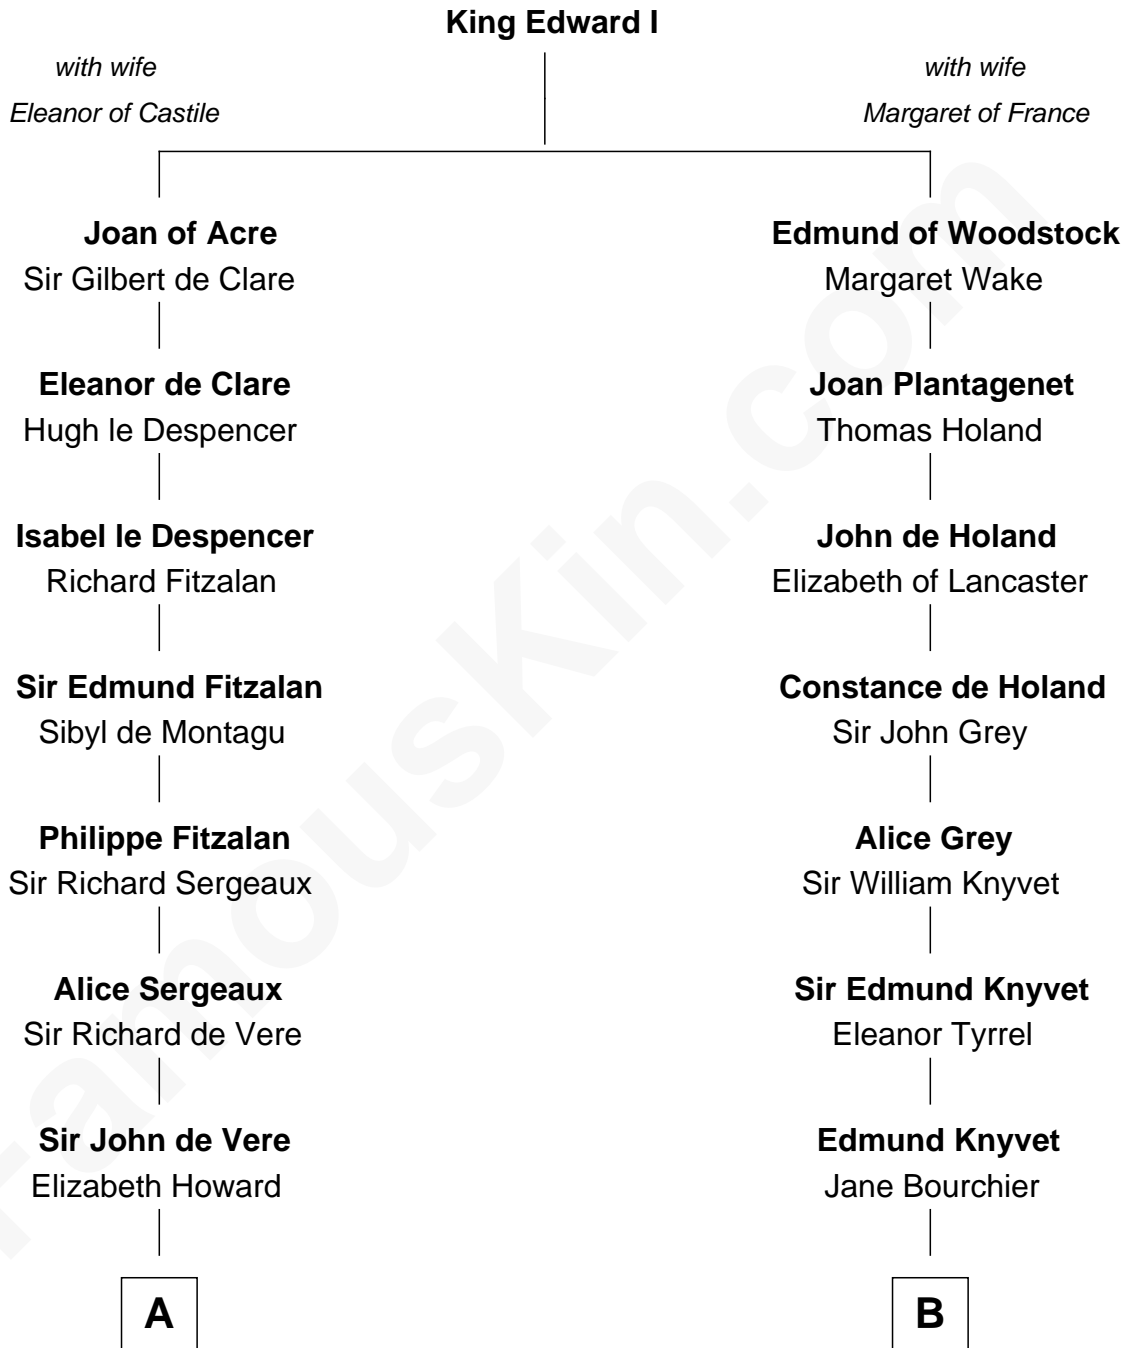 King Edward I
with wife
Eleanor of Castile
with wife
Margaret of France
Joan of Acre
Sir Gilbert de Clare
Edmund of Woodstock
Margaret Wake
Eleanor de Clare
Hugh le Despencer
Joan Plantagenet
Thomas Holand
Isabel le Despencer
Richard Fitzalan
John de Holand
Elizabeth of Lancaster
Sir Edmund Fitzalan
Sibyl de Montagu
Constance de Holand
Sir John Grey
Philippe Fitzalan
Sir Richard Sergeaux
Alice Grey
Sir William Knyvet
Alice Sergeaux
Sir Richard de Vere
Sir Edmund Knyvet
Eleanor Tyrrel
Sir John de Vere
Elizabeth Howard
Edmund Knyvet
Jane Bourchier
A
B
FamousKin.com